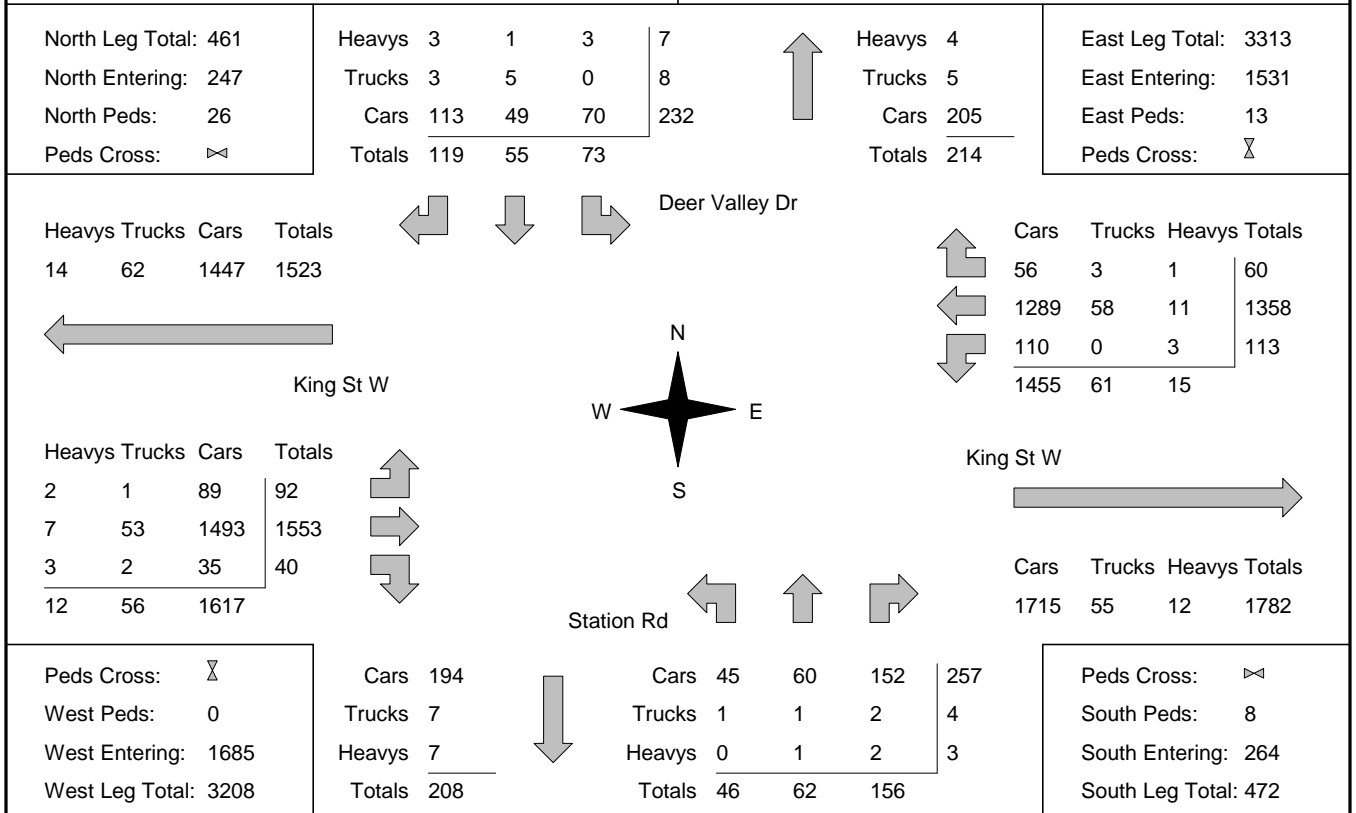 North Leg Total: 461
North Entering: 247
North Peds: 26
Peds Cross:
Heavys 3 1 3 7
Trucks 3 5 0 8
Cars 113 49 70 232
Totals 119 55 73
Heavys 4
Trucks 5
Cars 205
Totals 214
East Leg Total: 3313
East Entering: 1531
East Peds: 13
Peds Cross:
Deer Valley Dr
Heavys Trucks Cars Totals
14 62 1447 1523
King St W
Cars Trucks Heavys Totals
56 3 1 60
1289 58 11 1358
110 0 3 113
1455 61 15
N
W E
S
Heavys Trucks Cars Totals
2 1 89 92
7 53 1493 1553
3 2 35 40
12 56 1617
King St W
Cars Trucks Heavys Totals
1715 55 12 1782
Station Rd
Peds Cross:
West Peds: 0
West Entering: 1685
West Leg Total: 3208
Cars 194
Trucks 7
Heavys 7
Totals 208
Cars 45 60 152 257
Trucks 1 1 2 4
Heavys 0 1 2 3
Totals 46 62 156
Peds Cross:
South Peds: 8
South Entering: 264
South Leg Total: 472